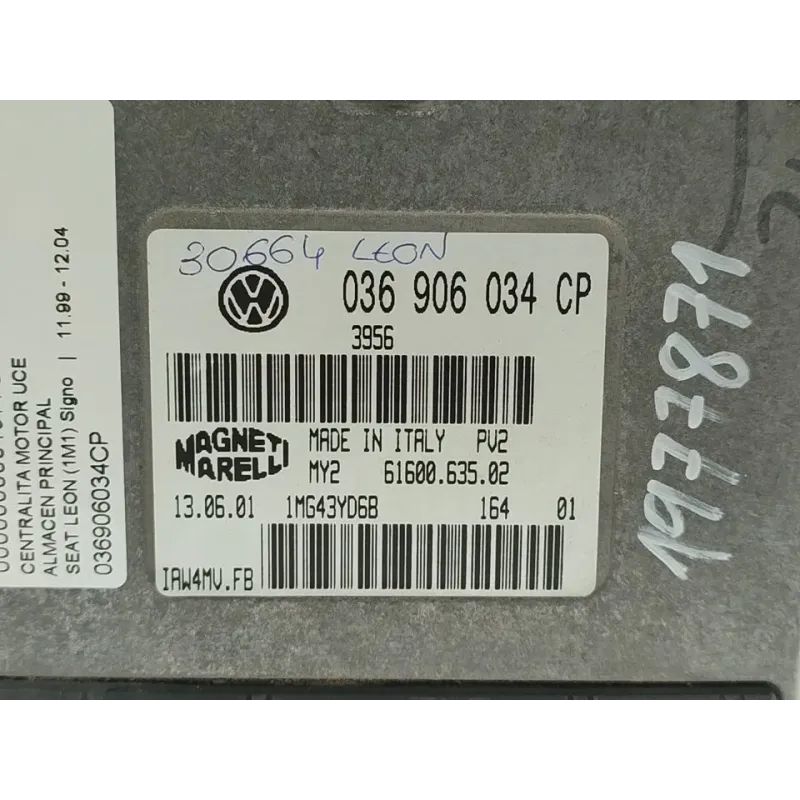 CENTRALITA MOTOR UCE
ALMACEN PRINCIPAL
SEAT LEON (1M1) Signo | 11.99 - 12.04
036906034CP
30664 LEON
036 906 034 CP
3956
MAGNETI
MARELLI
MADE IN ITALY PV2
MY2 61600.635.02
13.06.01 1MG43YD6B 164 01
IAW4MV.FB
1977871